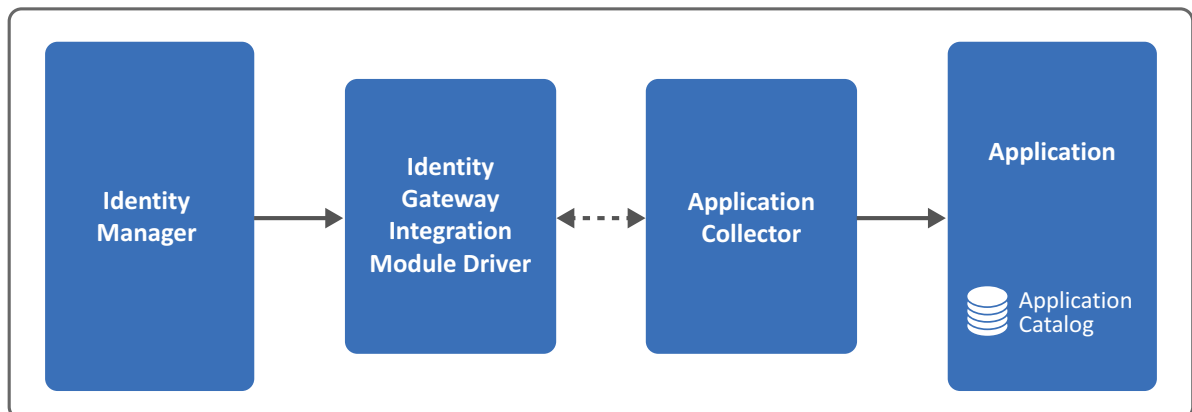 Identity
Manager
Identity
Gateway
Integration
Module Driver
Application
Collector
Application
Application
Catalog